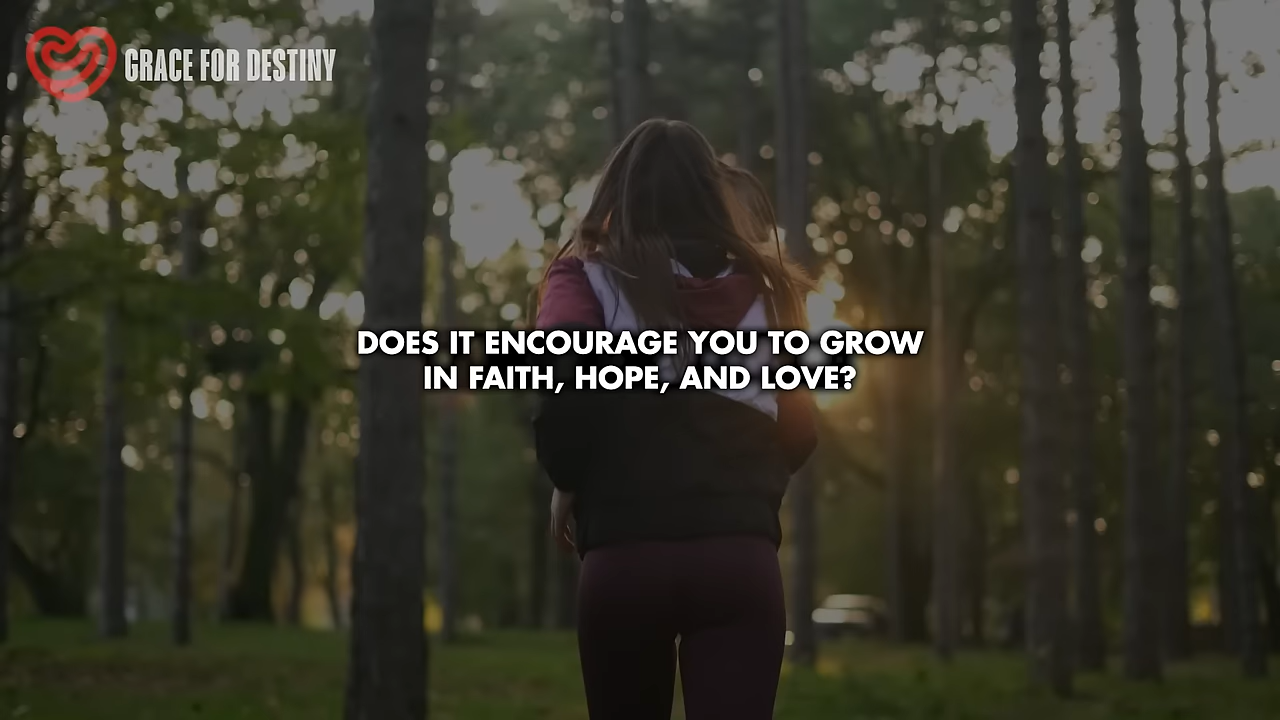 GRACE FOR DESTINY
DOES IT ENCOURAGE YOU TO GROW
IN FAITH, HOPE, AND LOVE?